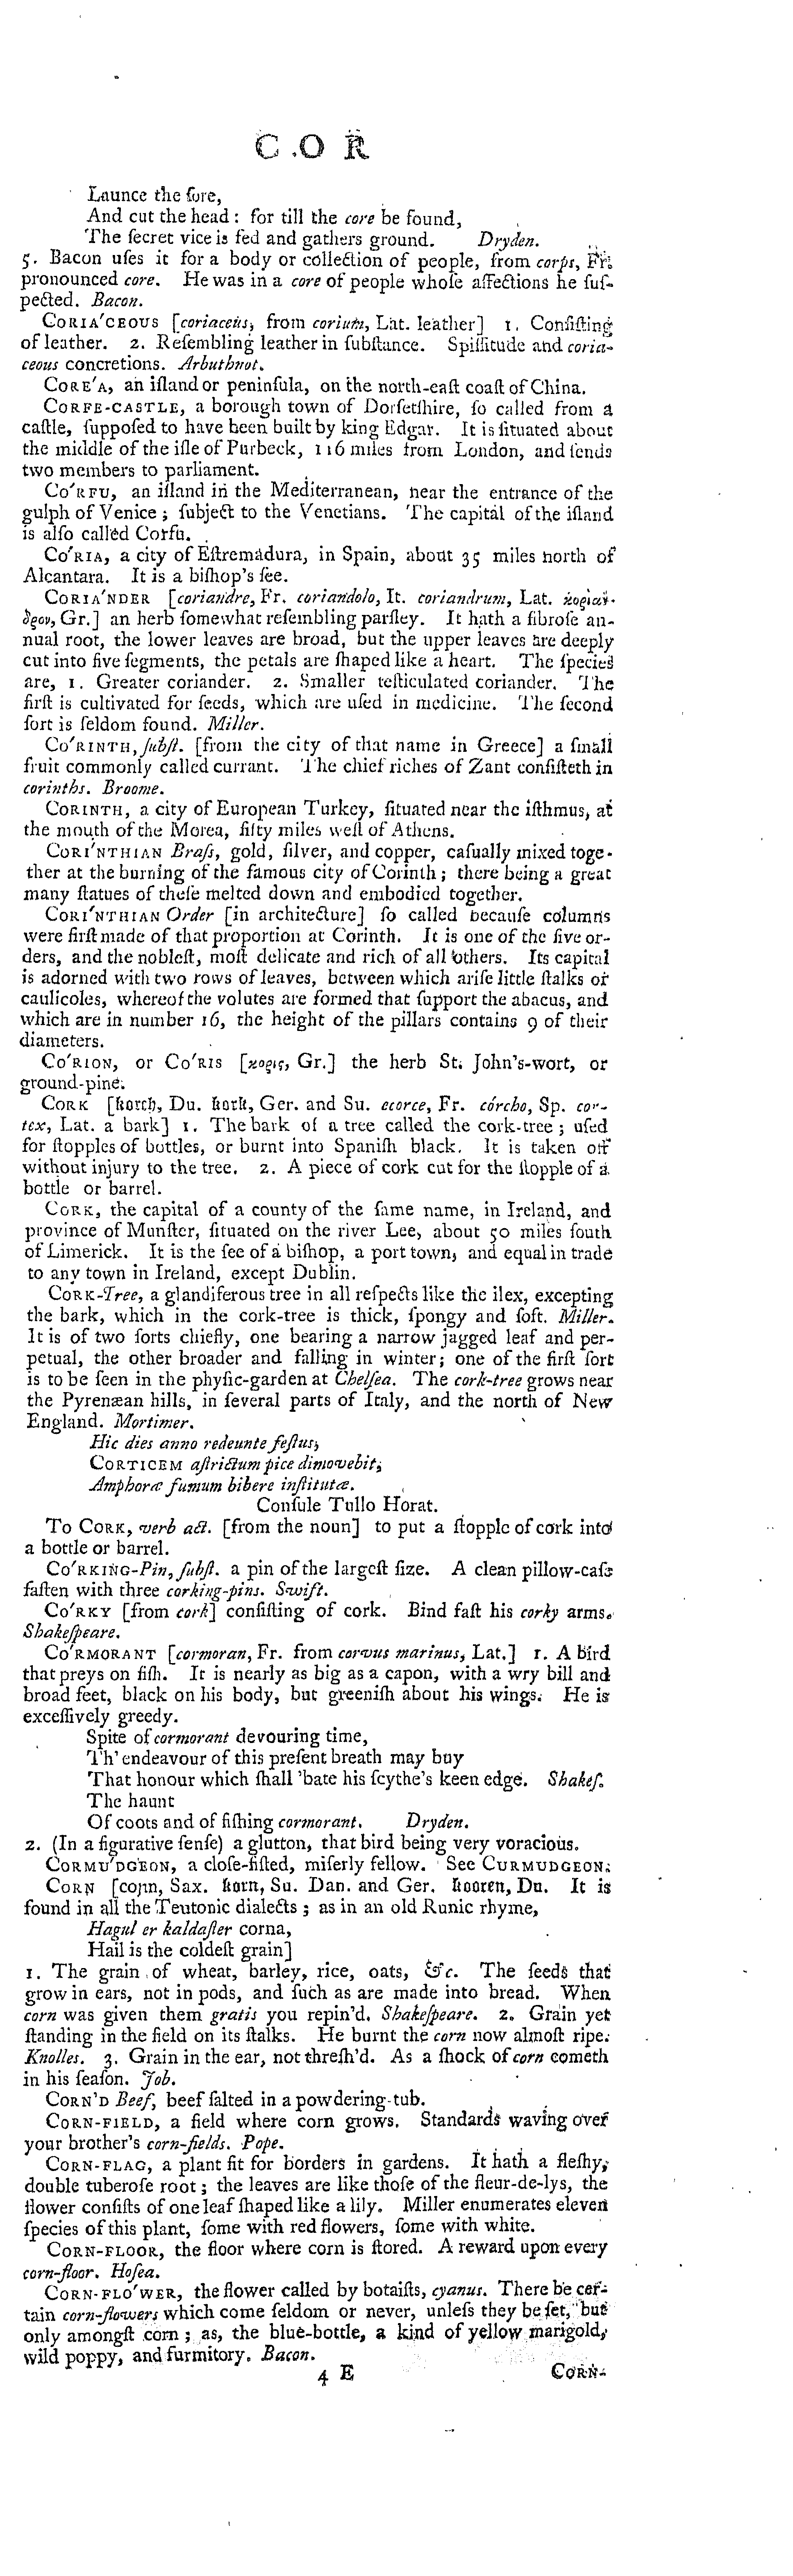 C O R
Launce the ſore,
And cut the head: for till the core be found,
The ſecret vice is fed and gathers ground. Dryden.
5. Bacon uſes it for a body or collection of people, from corps, Fr.
pronounced core. He was in a core of people whoſe affections he ſuſ-
pected. Bacon.
CORIA'CEOUS [coriaceus, from corium, Lat. leather] 1. Conſiſting
of leather. 2. Reſembling leather in ſubſtance. Spiſſitude and coria-
ceous concretions. Arbuthnot.
CORE'A, an iſland or peninſula, on the north-eaſt coaſt of China.
CORFE-CASTLE, a borough town of Dorſetſhire, ſo called from a
caſtle, ſuppoſed to have been built by king Edgar. It is ſituated about
the middle of the iſle of Purbeck, 116 miles from London, and ſends
two members to parliament.
CO'RFU, an iſland in the Mediterranean, near the entrance of the
gulph of Venice; ſubject to the Venetians. The capital of the iſland
is alſo called Corfu.
CO'RIA, a city of Eſtremadura, in Spain, about 35 miles north of
Alcantara. It is a biſhop's ſee.
CORIA'NDER [coriandre, Fr. coriandolo, It. coriandrum, Lat. κοριαν-
δρον, Gr.] an herb ſomewhat reſembling parſley. It hath a fibroſe an-
nual root, the lower leaves are broad, but the upper leaves are deeply
cut into five ſegments, the petals are ſhaped like a heart. The ſpecies
are, 1. Greater coriander. 2. Smaller teſticulated coriander. The
firſt is cultivated for ſeeds, which are uſed in medicine. The ſecond
ſort is ſeldom found. Miller.
CO'RINTH, ſubſt. [from the city of that name in Greece] a ſmall
fruit commonly called currant. The chief riches of Zant conſiſteth in
corinths. Broome.
CORINTH, a city of European Turkey, ſituated near the iſthmus, at
the mouth of the Morea, fifty miles weſt of Athens.
CORI'NTHIAN Braſs, gold, ſilver, and copper, caſually mixed toge-
ther at the burning of the famous city of Corinth; there being a great
many ſtatues of theſe melted down and embodied together.
CORI'NTHIAN Order [in architecture] ſo called becauſe columns
were firſt made of that proportion at Corinth. It is one of the five or-
ders, and the nobleſt, moſt delicate and rich of all others. Its capital
is adorned with two rows of leaves, between which ariſe little ſtalks or
caulicoles, whereof the volutes are formed that ſupport the abacus, and
which are in number 16, the height of the pillars contains 9 of their
diameters.
CO'RION, or CO'RIS [κορις, Gr.] the herb St. John's-wort, or
ground-pine.
CORK [korch, Du. kork, Ger. and Su. ecorce, Fr. córcho, Sp. cor-
tex, Lat. a bark] 1. The bark of a tree called the cork-tree; uſed
for ſtopples of bottles, or burnt into Spaniſh black. It is taken off
without injury to the tree. 2. A piece of cork cut for the ſtopple of a
bottle or barrel.
CORK, the capital of a county of the ſame name, in Ireland, and
province of Munſter, ſituated on the river Lee, about 50 miles ſouth
of Limerick. It is the ſee of a biſhop, a port town, and equal in trade
to any town in Ireland, except Dublin.
CORK-Tree, a glandiferous tree in all reſpects like the ilex, excepting
the bark, which in the cork-tree is thick, ſpongy and ſoft. Miller.
It is of two ſorts chiefly, one bearing a narrow jagged leaf and per-
petual, the other broader and falling in winter; one of the firſt ſort
is to be ſeen in the phyſic-garden at Chelſea. The cork-tree grows near
the Pyrenæan hills, in ſeveral parts of Italy, and the north of New
England. Mortimer.
Hic dies anno redeunte feſtus,
CORTICEM aſtrictum pice dimovebit,
Amphoræ fumum bibere inſtitutæ.
Conſule Tullo Horat.
To CORK, verb act. [from the noun] to put a ſtopple of cork into
a bottle or barrel.
CO'RKING-Pin, ſubſt. a pin of the largeſt ſize. A clean pillow-caſe
faſten with three corking-pins. Swift.
CO'RKY [from cork] conſiſting of cork. Bind faſt his corky arms.
Shakeſpeare.
CO'RMORANT [cormoran, Fr. from corvus marinus, Lat.] 1. A bird
that preys on fiſh. It is nearly as big as a capon, with a wry bill and
broad feet, black on his body, but greeniſh about his wings. He is
exceſſively greedy.
Spite of cormorant devouring time,
Th' endeavour of this preſent breath may buy
That honour which ſhall 'bate his ſcythe's keen edge. Shakeſ.
The haunt
Of coots and of fiſhing cormorant. Dryden.
2. (In a figurative ſenſe) a glutton, that bird being very voracious.
CORMU'DGEON, a cloſe-fiſted, miſerly fellow. See CURMUDGEON.
CORN [coꞃn, Sax. korn, Su. Dan. and Ger. kooren, Du. It is
found in all the Teutonic dialects; as in an old Runic rhyme,
Hagul er kaldaſter corna,
Hail is the coldeſt grain]
1. The grain of wheat, barley, rice, oats, &c. The ſeeds that
grow in ears, not in pods, and ſuch as are made into bread. When
corn was given them gratis you repin'd. Shakeſpeare. 2. Grain yet
ſtanding in the field on its ſtalks. He burnt the corn now almoſt ripe.
Knolles. 3. Grain in the ear, not threſh'd. As a ſhock of corn cometh
in his ſeaſon. Job.
CORN'D Beef, beef ſalted in a powdering-tub.
CORN-FIELD, a field where corn grows. Standards waving over
your brother's corn-fields. Pope.
CORN-FLAG, a plant fit for borders in gardens. It hath a fleſhy,
double tuberoſe root; the leaves are like thoſe of the fleur-de-lys, the
flower conſiſts of one leaf ſhaped like a lily. Miller enumerates eleven
ſpecies of this plant, ſome with red flowers, ſome with white.
CORN-FLOOR, the floor where corn is ſtored. A reward upon every
corn-floor. Hoſea.
CORN-FLO'WER, the flower called by botaiſts, cyanus. There be cer-
tain corn-flowers which come ſeldom or never, unleſs they be ſet, but
only amongſt corn; as, the blue-bottle, a kind of yellow marigold,
wild poppy, and furmitory. Bacon.
4 E CORN-